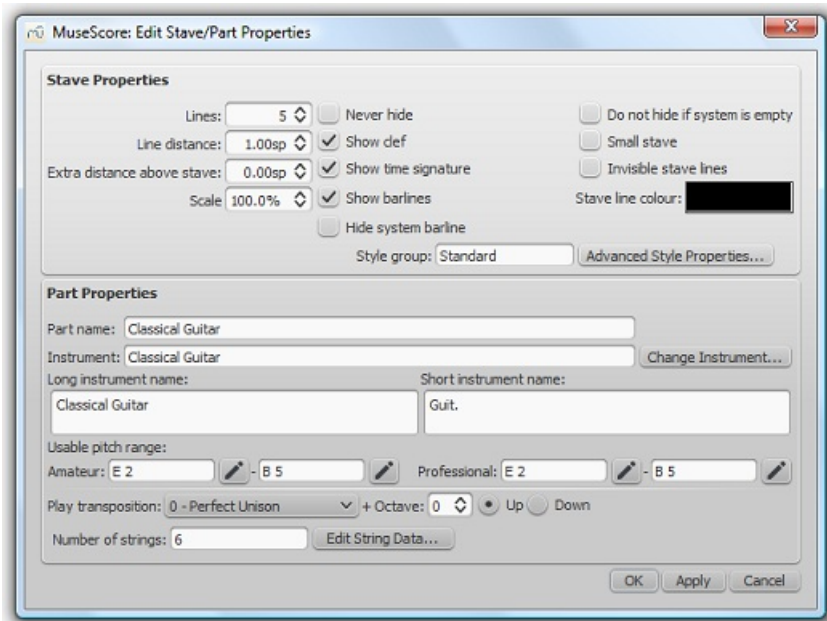 MuseScore: Edit Stave/Part Properties
Stave Properties
Lines: 5 Never hide Do not hide if system is empty
Line distance: 1.00sp Show clef Small stave
Extra distance above stave: 0.00sp Show time signature Invisible stave lines
Scale 100.0% Show barlines Stave line colour:
Hide system barline
Style group: Standard Advanced Style Properties...
Part Properties
Part name: Classical Guitar
Instrument: Classical Guitar Change Instrument...
Long instrument name: Short instrument name:
Classical Guitar Guit.
Usable pitch range:
Amateur: E 2 - B 5 Professional: E 2 - B 5
Play transposition: 0 - Perfect Unison + Octave: 0 Up Down
Number of strings: 6 Edit String Data...
OK Apply Cancel